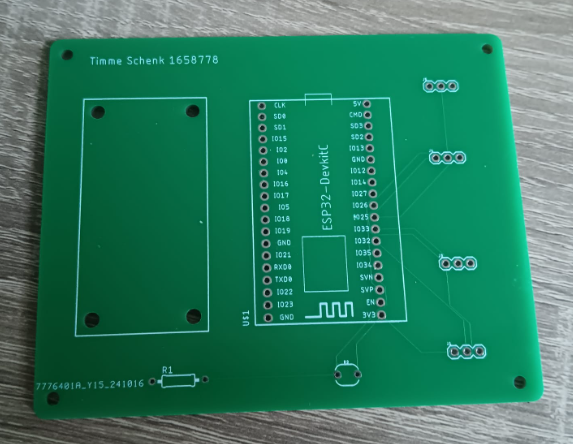 Timme Schenk 1658778
CLK
SD0
SD1
IO15
IO2
IO0
IO4
IO16
IO17
IO5
IO18
IO19
GND
IO21
RXD0
TXD0
IO22
IO23
GND
5V
CMD
SD3
SD2
IO13
GND
IO12
IO14
IO27
IO26
IO25
IO33
IO32
IO35
IO34
SVN
SVP
EN
3V3
ESP32-DevkitC
U$1
R1
7776401A_Y15_241016